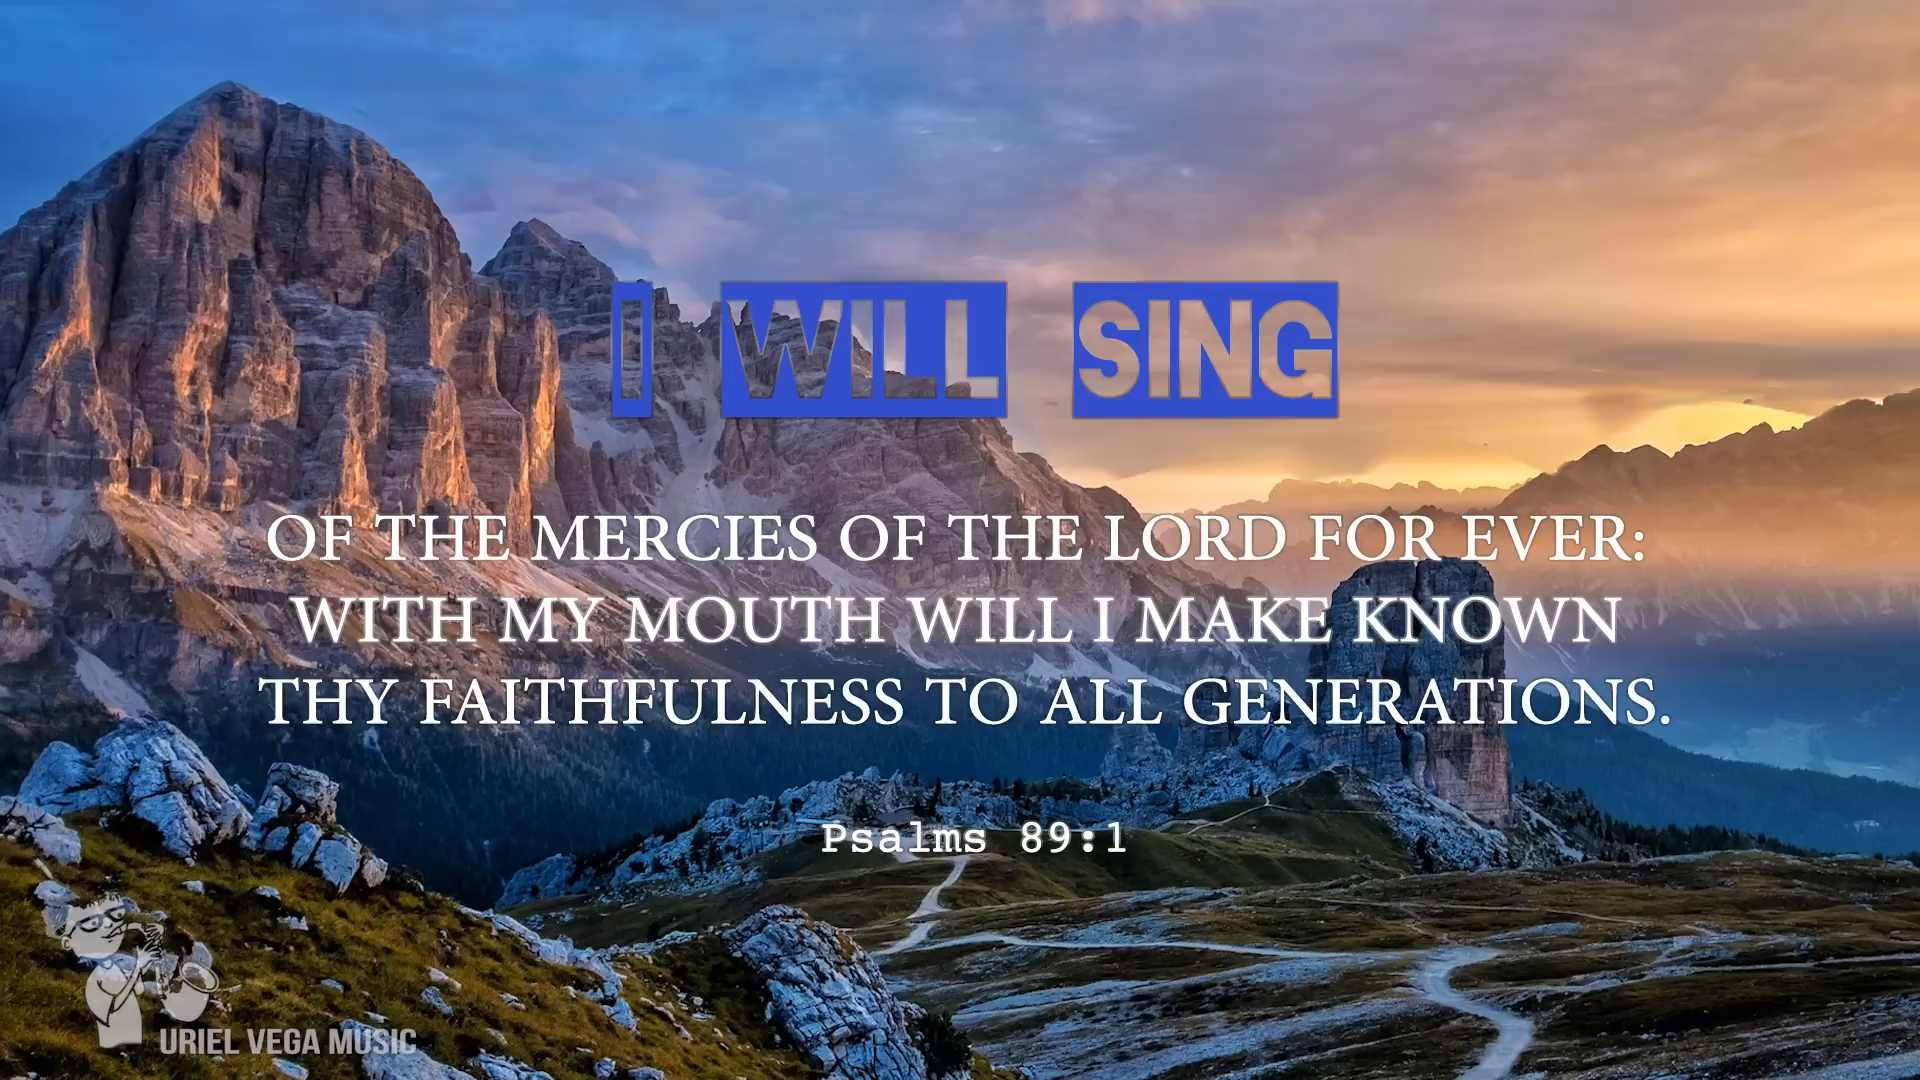 I WILL SING
OF THE MERCIES OF THE LORD FOR EVER:
WITH MY MOUTH WILL I MAKE KNOWN
THY FAITHFULNESS TO ALL GENERATIONS.
Psalms 89:1
URIEL VEGA MUSIC